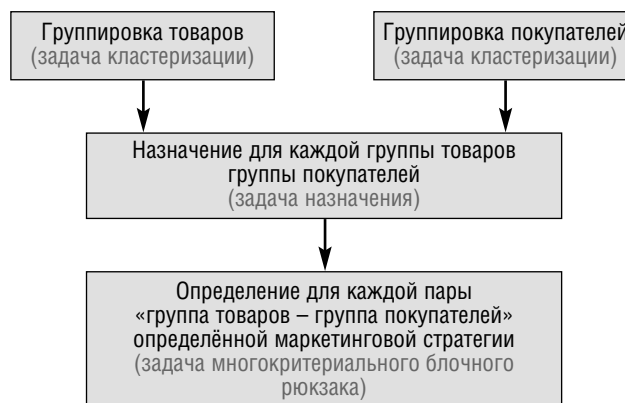 Группировка товаров
(задача кластеризации)
Группировка покупателей
(задача кластеризации)
Назначение для каждой группы товаров
группы покупателей
(задача назначения)
Определение для каждой пары
«группа товаров – группа покупателей»
определённой маркетинговой стратегии
(задача многокритериального блочного
рюкзака)